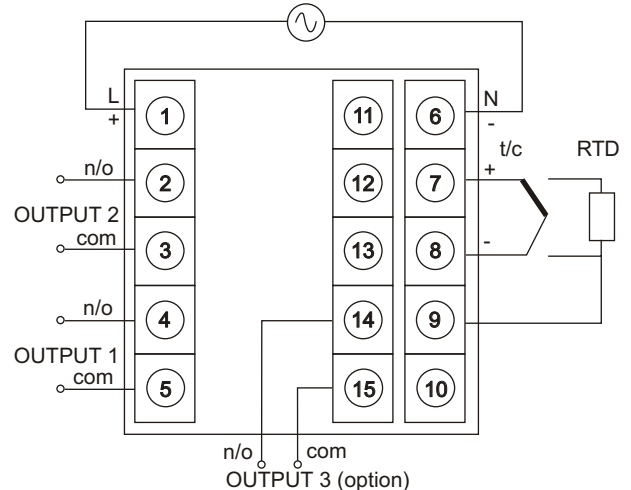 L
+
1
11
6
N
-
t/c
RTD
n/o
2
12
7
+
OUTPUT 2
com
3
13
8
-
n/o
4
14
9
OUTPUT 1
com
5
15
10
n/o
com
OUTPUT 3 (option)